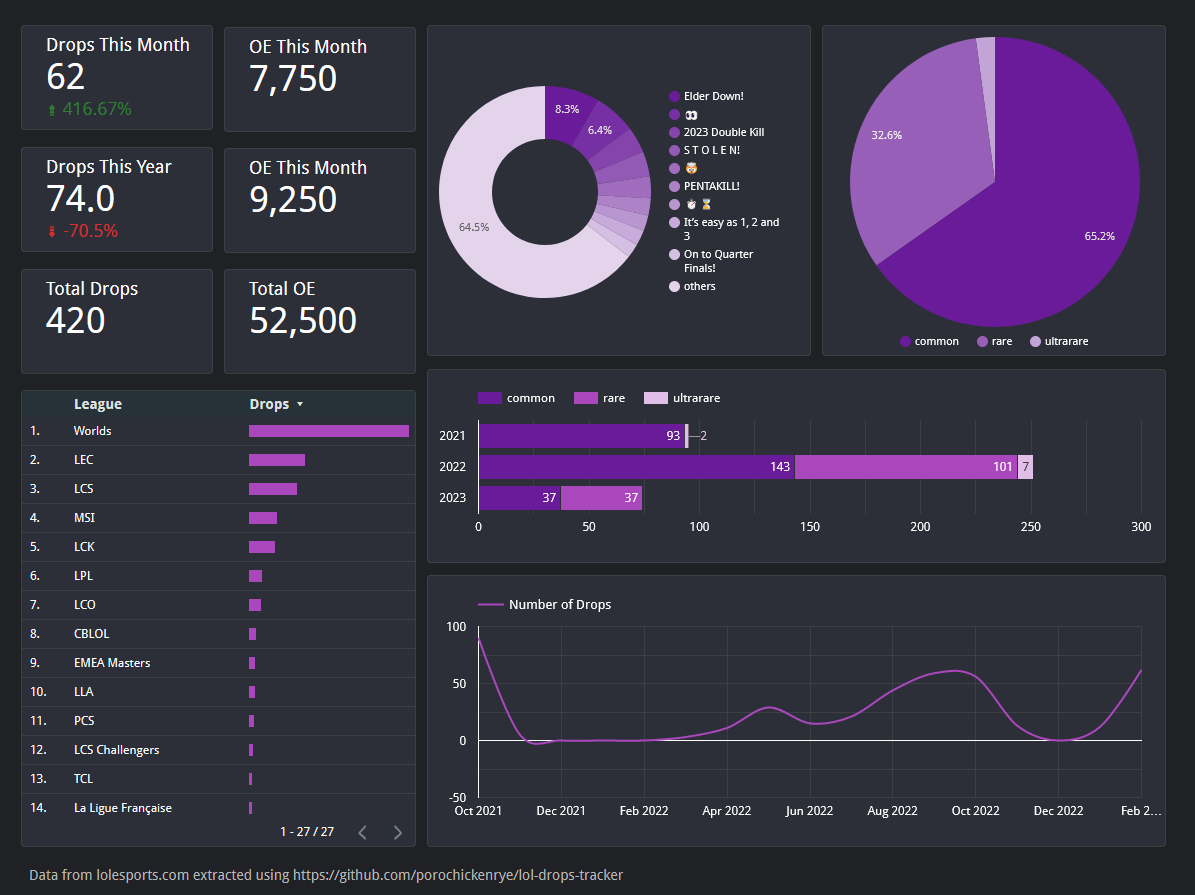 Drops This Month
62
416.67%
OE This Month
7,750
Drops This Year
74.0
-70.5%
OE This Month
9,250
Total Drops
420
Total OE
52,500
8.3%
6.4%
64.5%
Elder Down!
👀
2023 Double Kill
S T O L E N!
🤯
PENTAKILL!
⏱️⌛
It's easy as 1, 2 and
3
On to Quarter
Finals!
others
32.6%
65.2%
common rare ultrarare
League Drops
1. Worlds
2. LEC
3. LCS
4. MSI
5. LCK
6. LPL
7. LCO
8. CBLOL
9. EMEA Masters
10. LLA
11. PCS
12. LCS Challengers
13. TCL
14. La Ligue Française
1 - 27 / 27
common rare ultrarare
2021 93 2
2022 143 101 7
2023 37 37
0 50 100 150 200 250 300
Number of Drops
100
50
0
-50
Oct 2021 Dec 2021 Feb 2022 Apr 2022 Jun 2022 Aug 2022 Oct 2022 Dec 2022 Feb 2…
Data from lolesports.com extracted using https://github.com/porochickenrye/lol-drops-tracker